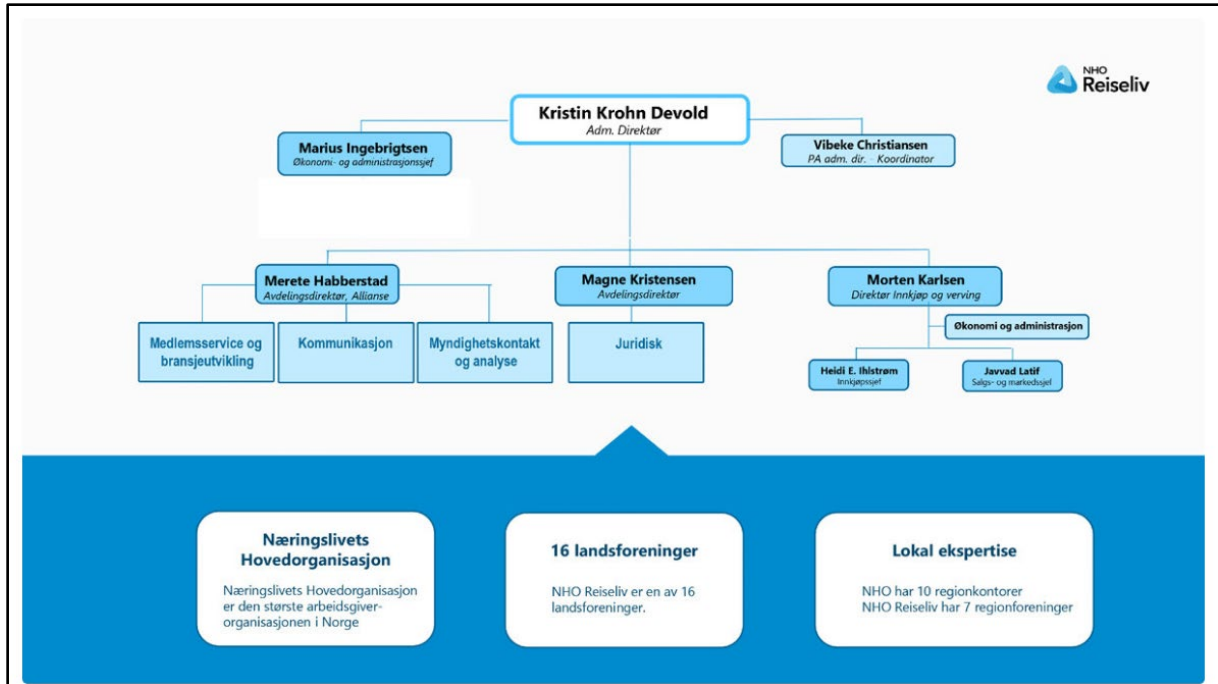 NHO
Reiseliv
Kristin Krohn Devold
Adm. Direktør
Marius Ingebrigtsen
Økonomi- og administrasjonssjef
Vibeke Christiansen
PA adm. dir. - Koordinator
Merete Habberstad
Avdelingsdirektør, Allianse
Magne Kristensen
Avdelingsdirektør
Morten Karlsen
Direktør Innkjøp og verving
Medlemsservice og
bransjeutvikling
Kommunikasjon
Myndighetskontakt
og analyse
Juridisk
Økonomi og administrasjon
Heidi E. Ihlstrøm
Innkjøpssjef
Javvad Latif
Salgs- og markedssjef
Næringslivets
Hovedorganisasjon
Næringslivets Hovedorganisasjon
er den største arbeidsgiver-
organisasjonen i Norge
16 landsforeninger
NHO Reiseliv er en av 16
landsforeninger.
Lokal ekspertise
NHO har 10 regionkontorer
NHO Reiseliv har 7 regionforeninger